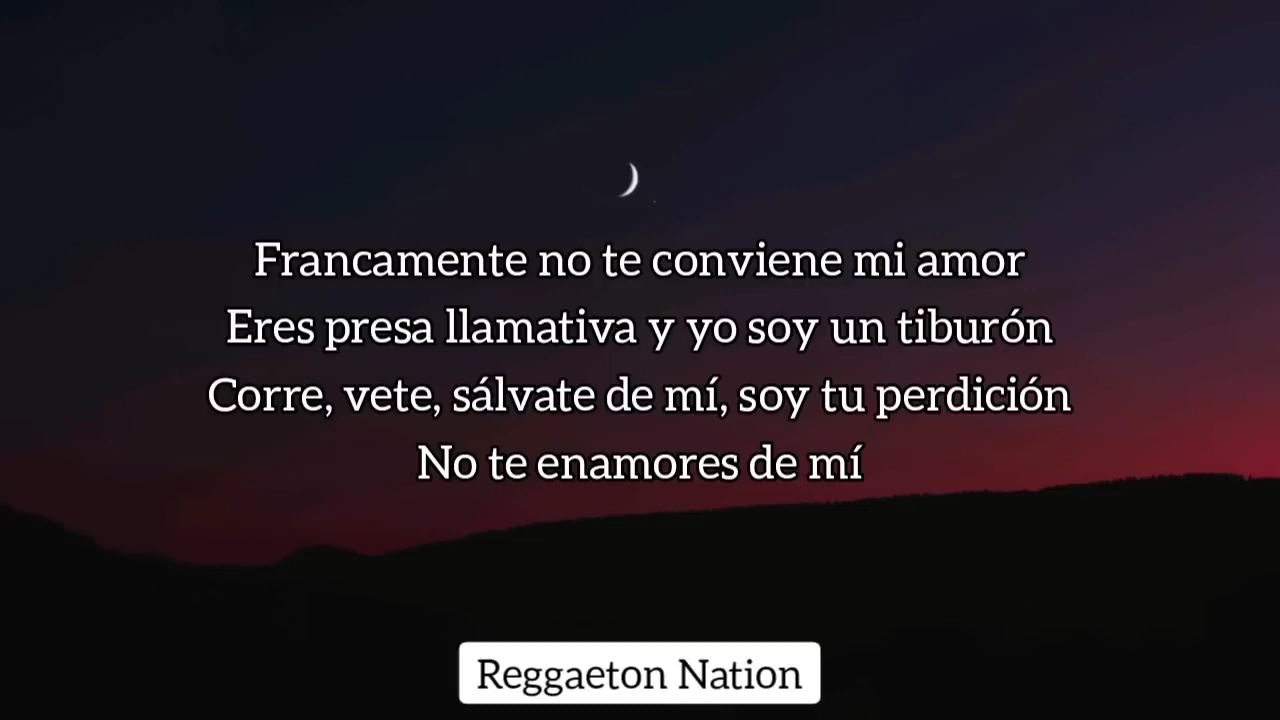 Francamente no te conviene mi amor
Eres presa llamativa y yo soy un tiburón
Corre, vete, sálvate de mí, soy tu perdición
No te enamores de mí
Reggaeton Nation